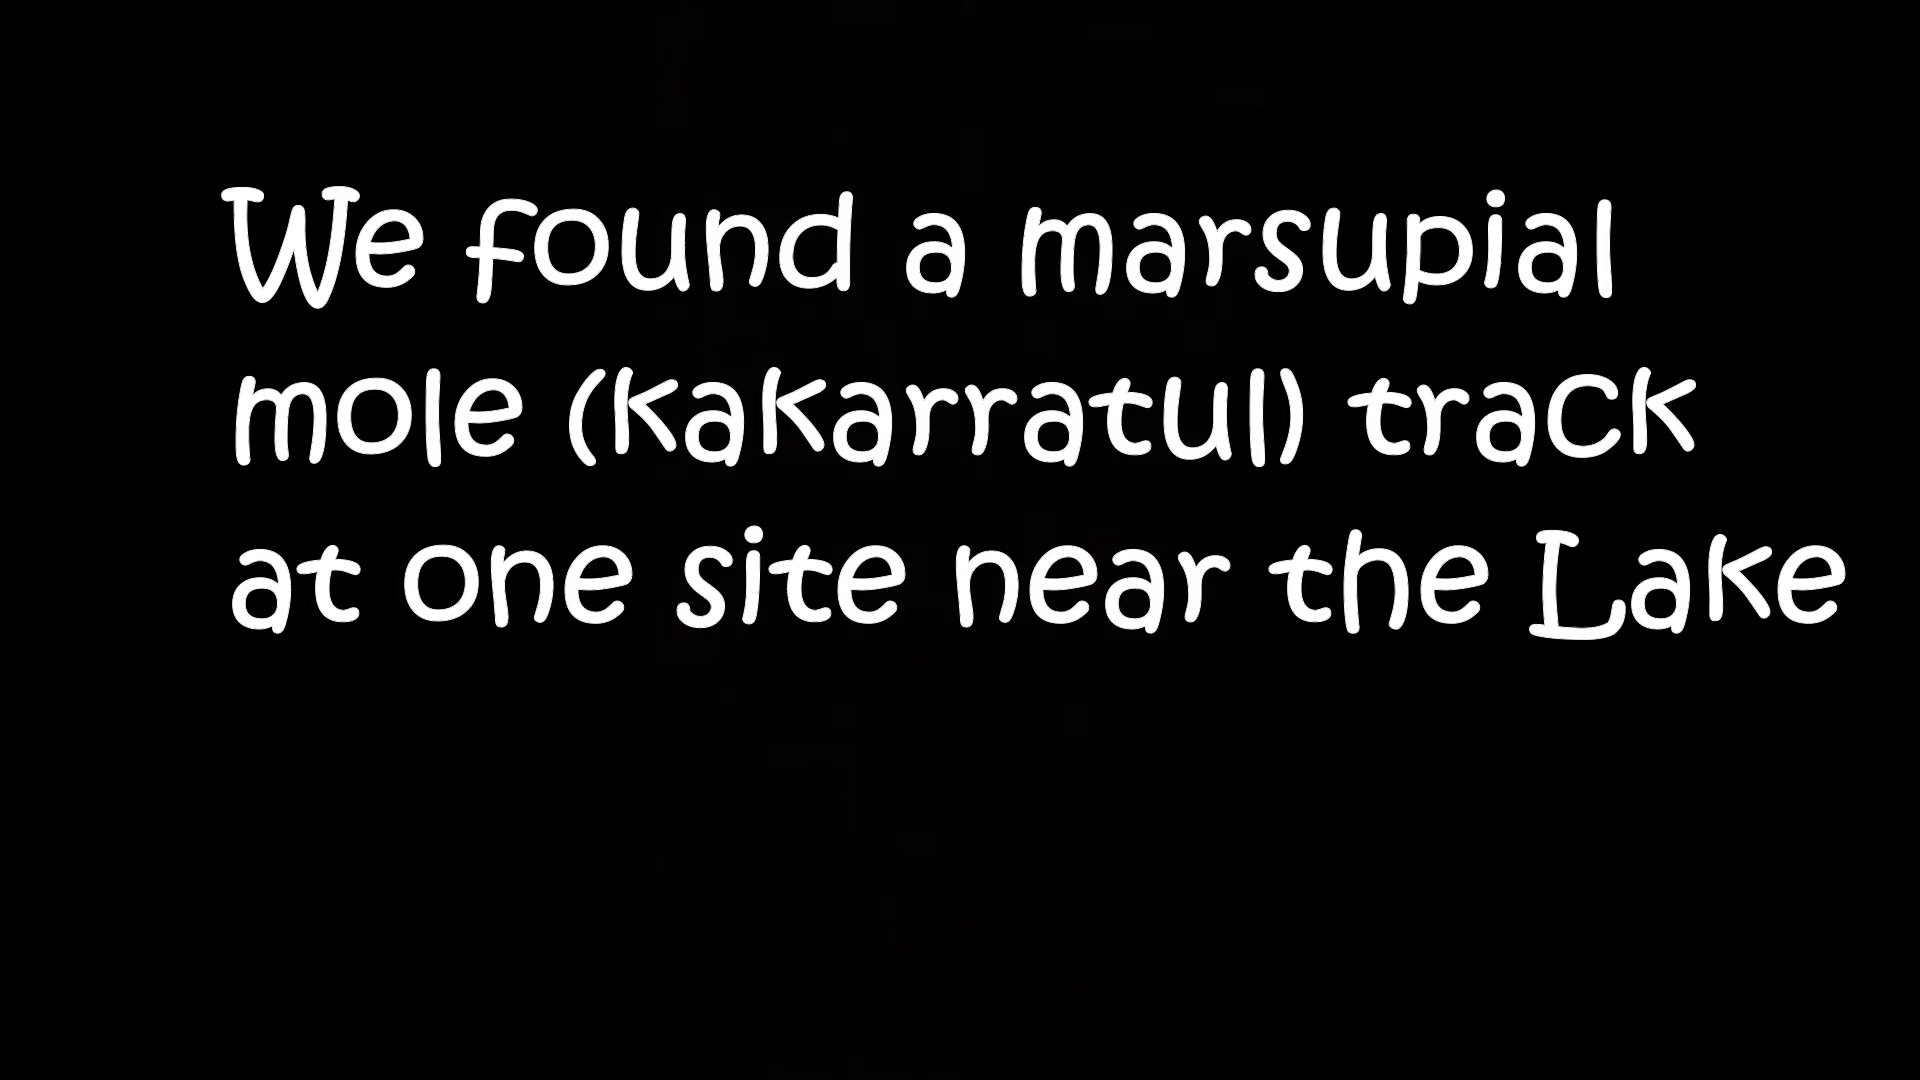 We found a marsupial
mole (kakarratul) track
at one site near the Lake